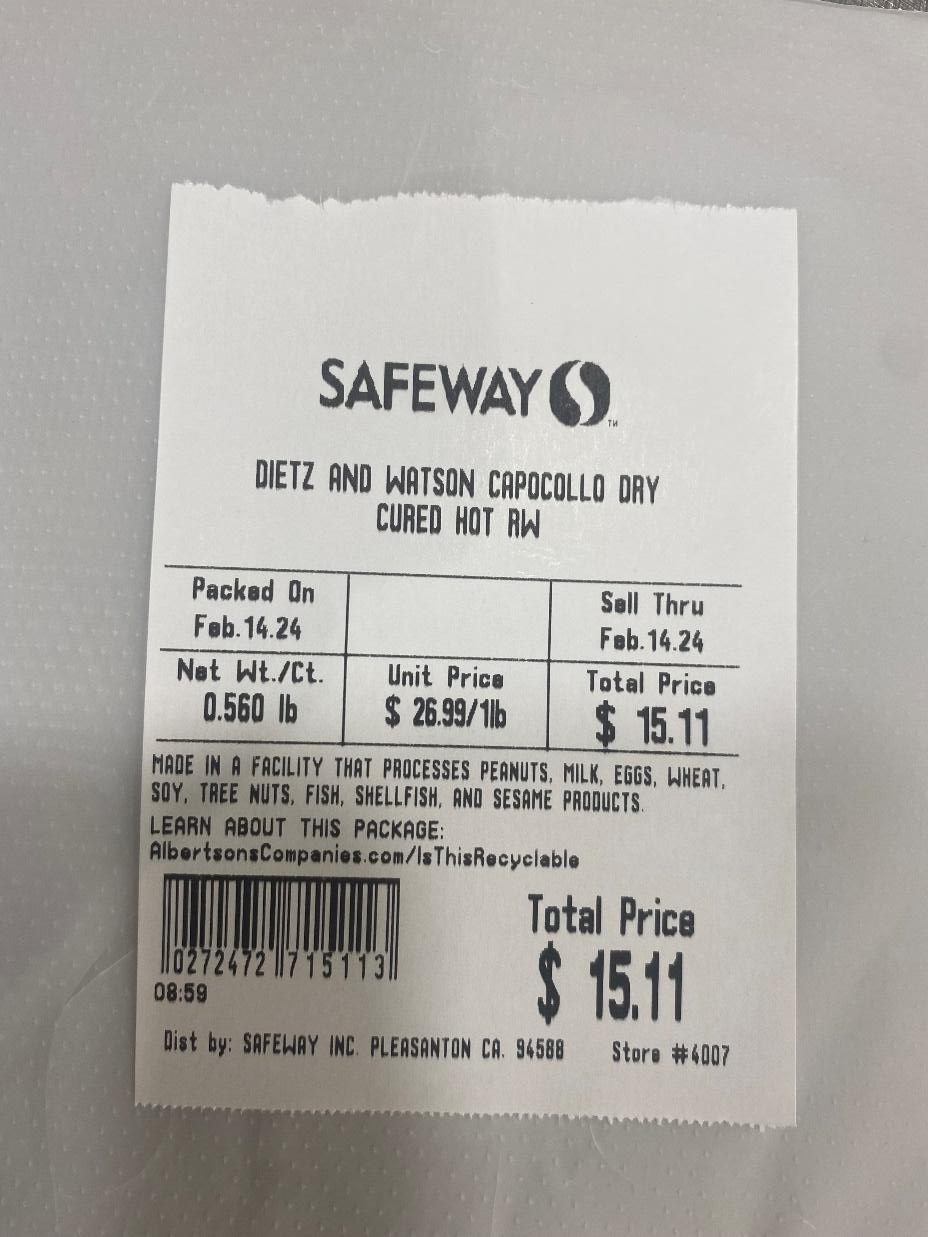 SAFEWAY
TM
DIETZ AND WATSON CAPOCOLLO DRY
CURED HOT RW
Packed On
Feb.14.24
Sell Thru
Feb.14.24
Net Wt./Ct.
0.560 lb
Unit Price
$ 26.99/1lb
Total Price
$ 15.11
MADE IN A FACILITY THAT PROCESSES PEANUTS, MILK, EGGS, WHEAT,
SOY, TREE NUTS, FISH, SHELLFISH, AND SESAME PRODUCTS.
LEARN ABOUT THIS PACKAGE:
AlbertsonsCompanies.com/IsThisRecyclable
0272472 715113
08:59
Total Price
$ 15.11
Dist by: SAFEWAY INC. PLEASANTON CA. 94588 Store #4007